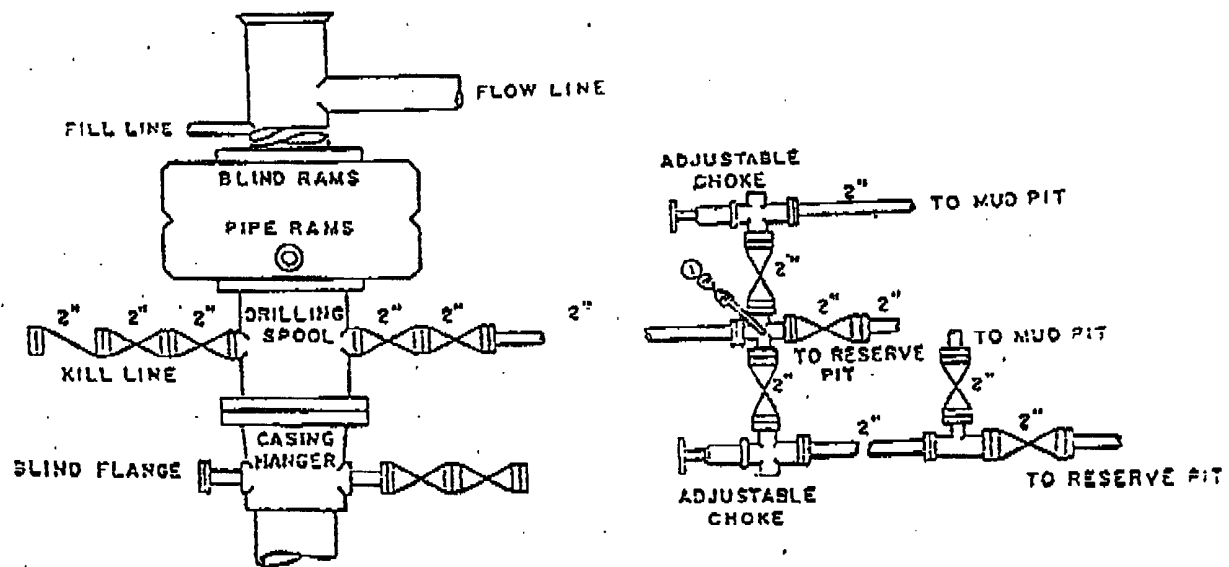 FLOW LINE
FILL LINE
BLIND RAMS
PIPE RAMS
2" 2" 2"
DRILLING
SPOOL
2" 2" 2"
KILL LINE
CASING
HANGER
BLIND FLANGE
ADJUSTABLE
CHOKE
2"
TO MUD PIT
2"
2" 2"
TO RESERVE
PIT
TO MUD PIT
2"
2"
2"
2"
TO RESERVE PIT
ADJUSTABLE
CHOKE